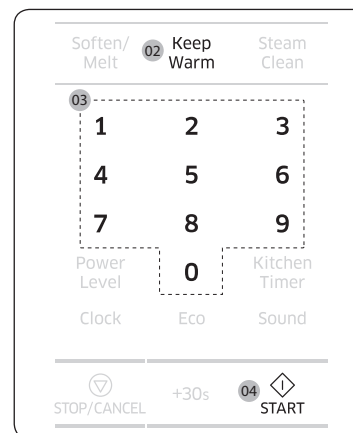 Soften/ 02 Keep Steam
Melt Warm Clean
03
1 2 3
4 5 6
7 8 9
Power 0 Kitchen
Level Timer
Clock Eco Sound
STOP/CANCEL +30s 04 START